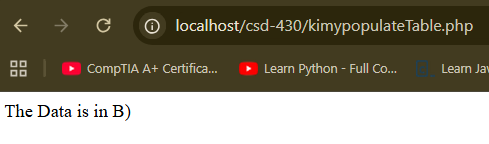 localhost/csd-430/kimypopulateTable.php
CompTIA A+ Certifica... Learn Python - Full Co... Learn Jav
The Data is in B)